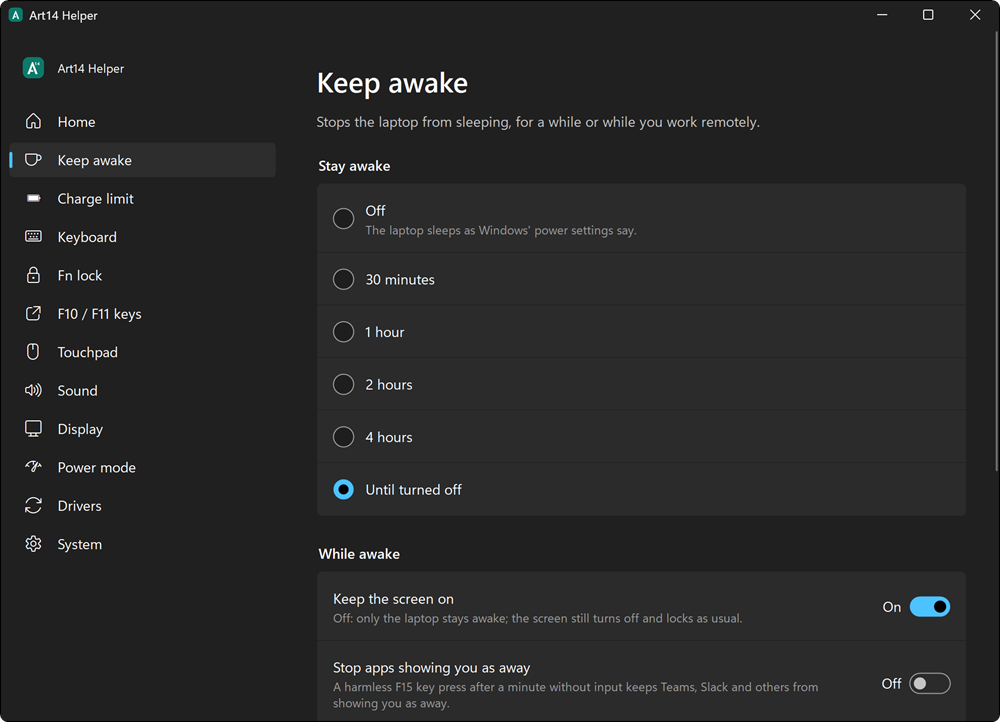 Art14 Helper
Art14 Helper
Home
Keep awake
Charge limit
Keyboard
Fn lock
F10 / F11 keys
Touchpad
Sound
Display
Power mode
Drivers
System
Keep awake
Stops the laptop from sleeping, for a while or while you work remotely.
Stay awake
Off
The laptop sleeps as Windows' power settings say.
30 minutes
1 hour
2 hours
4 hours
Until turned off
While awake
Keep the screen on
Off: only the laptop stays awake; the screen still turns off and locks as usual.
On
Stop apps showing you as away
A harmless F15 key press after a minute without input keeps Teams, Slack and others from
showing you as away.
Off